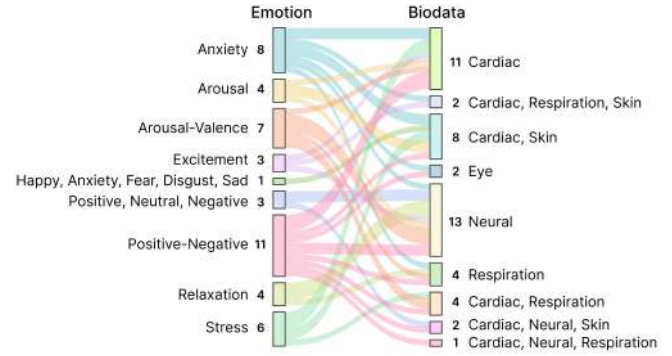 Emotion Biodata
Anxiety 8
Arousal 4
Arousal-Valence 7
Excitement 3
Happy, Anxiety, Fear, Disgust, Sad 1
Positive, Neutral, Negative 3
Positive-Negative 11
Relaxation 4
Stress 6
11 Cardiac
2 Cardiac, Respiration, Skin
8 Cardiac, Skin
2 Eye
13 Neural
4 Respiration
4 Cardiac, Respiration
2 Cardiac, Neural, Skin
1 Cardiac, Neural, Respiration